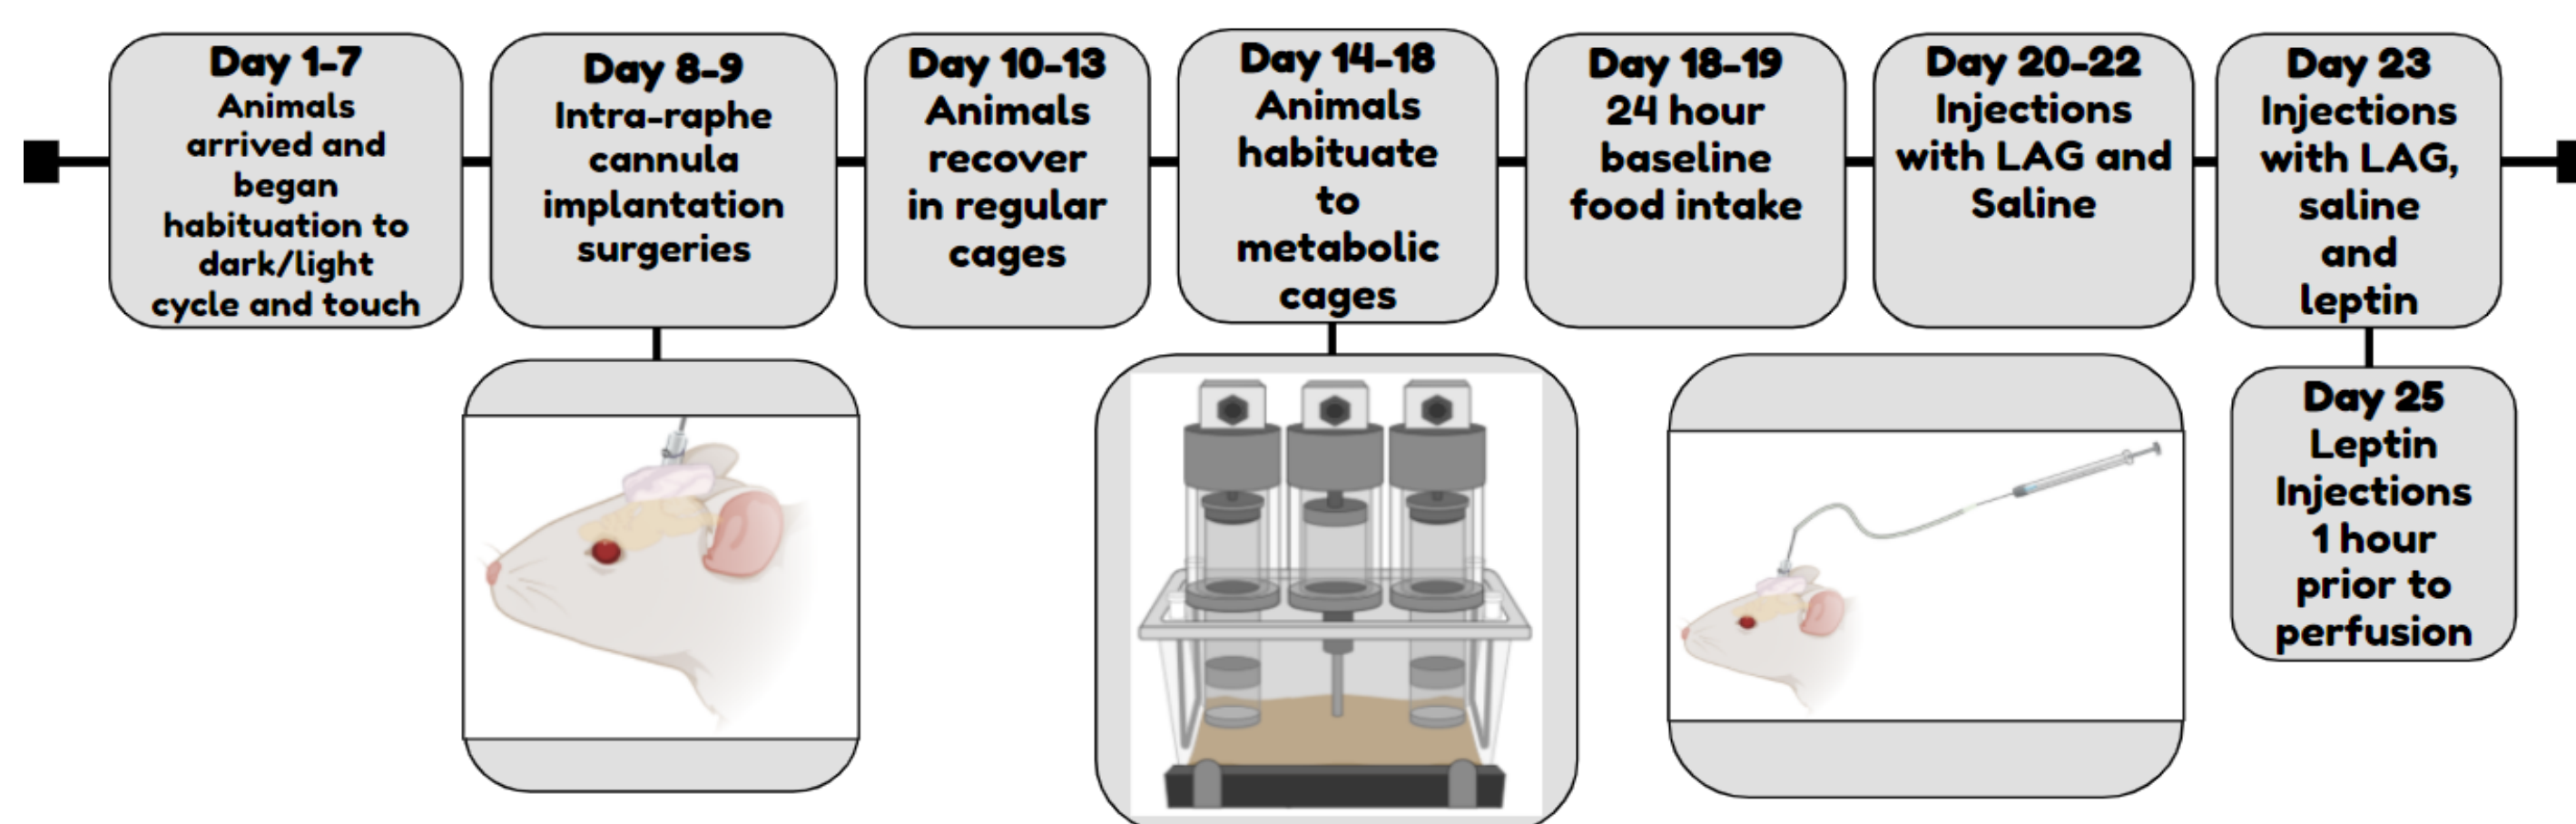 Day 1-7
Animals
arrived and
began
habituation to
dark/light
cycle and touch
Day 8-9
Intra-raphe
cannula
implantation
surgeries
Day 10-13
Animals
recover
in regular
cages
Day 14-18
Animals
habituate
to
metabolic
cages
Day 18-19
24 hour
baseline
food intake
Day 20-22
Injections
with LAG and
Saline
Day 23
Injections
with LAG,
saline
and
leptin
Day 25
Leptin
Injections
1 hour
prior to
perfusion